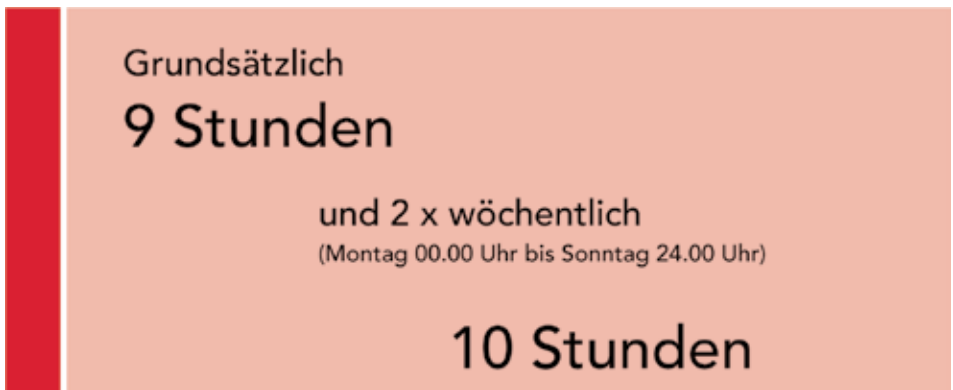 Grundsätzlich
9 Stunden
und 2 x wöchentlich
(Montag 00.00 Uhr bis Sonntag 24.00 Uhr)
10 Stunden